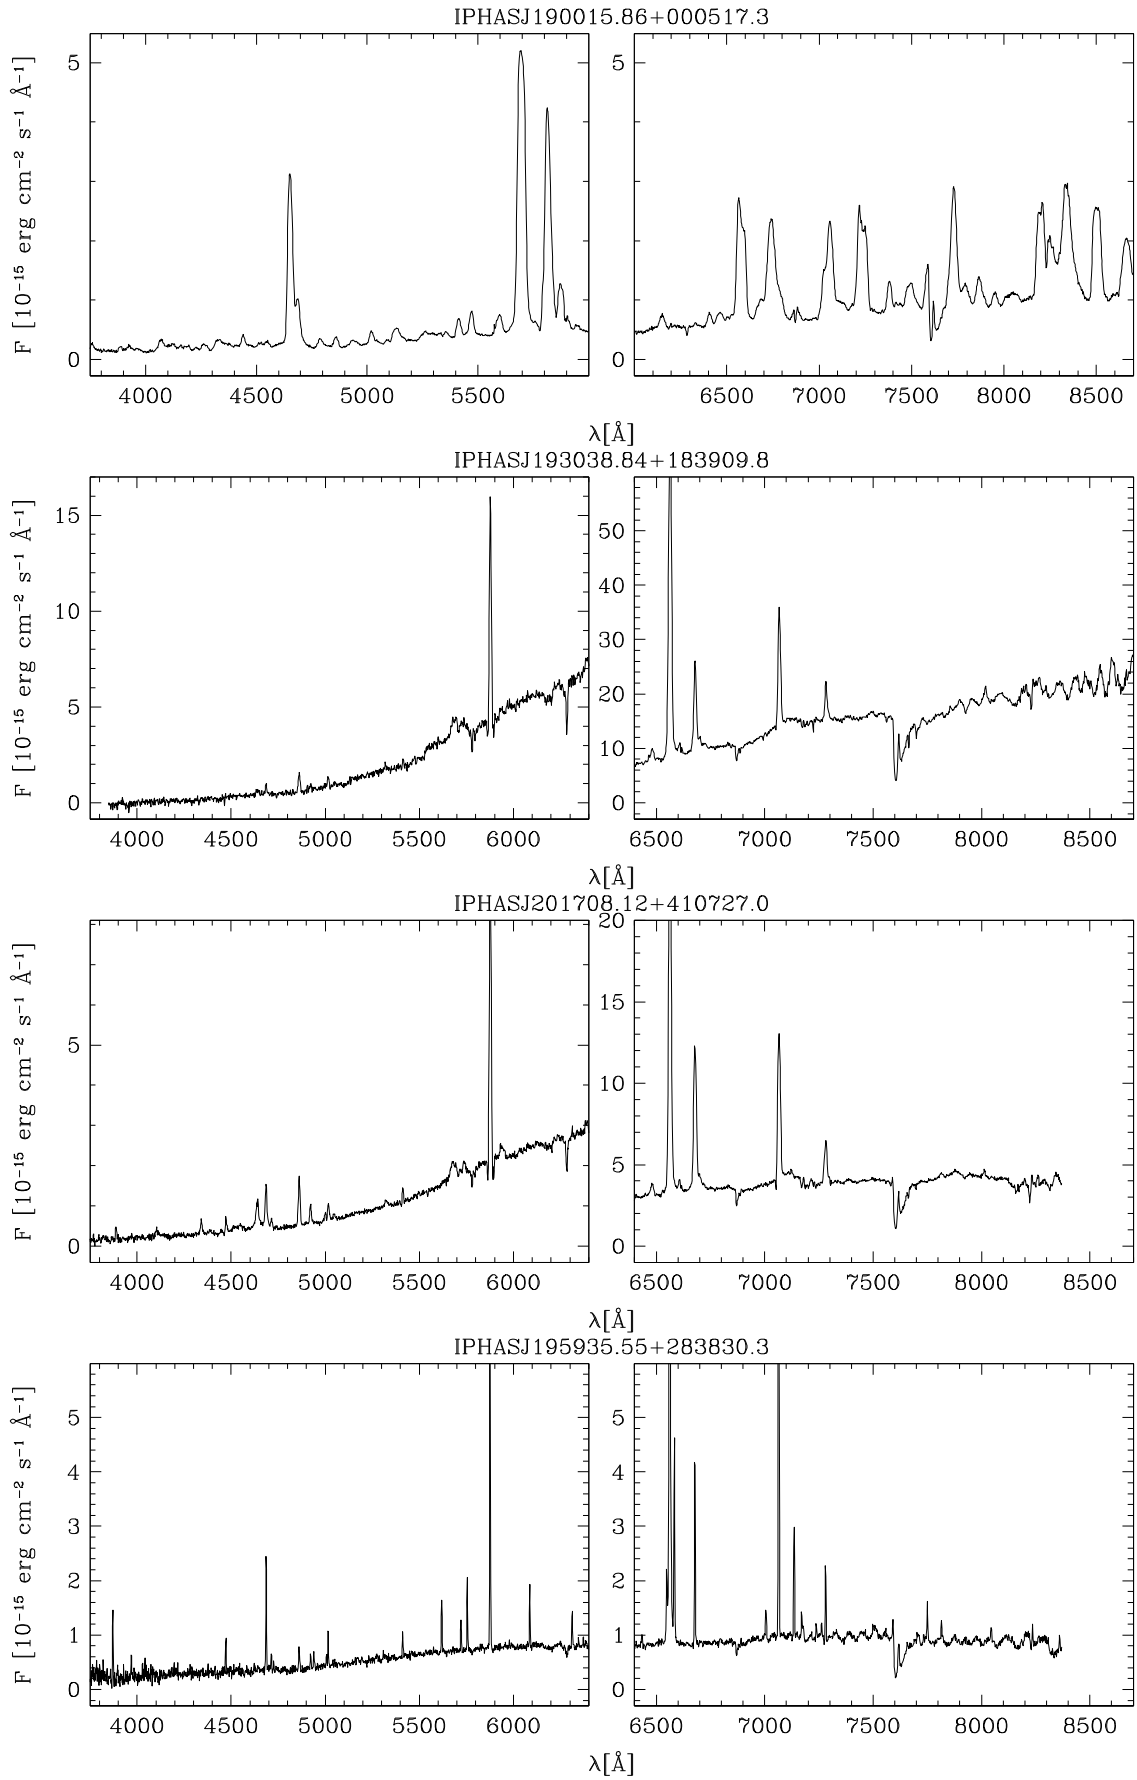 IPHASJ190015.86+000517.3
F [10⁻¹⁵ erg cm⁻² s⁻¹ Å⁻¹]
5
0
4000 4500 5000 5500
5
0
6500 7000 7500 8000 8500
λ[Å]
IPHASJ193038.84+183909.8
F [10⁻¹⁵ erg cm⁻² s⁻¹ Å⁻¹]
15
10
5
0
4000 4500 5000 5500 6000
50
40
30
20
10
0
6500 7000 7500 8000 8500
λ[Å]
IPHASJ201708.12+410727.0
F [10⁻¹⁵ erg cm⁻² s⁻¹ Å⁻¹]
5
0
4000 4500 5000 5500 6000
20
15
10
5
0
6500 7000 7500 8000 8500
λ[Å]
IPHASJ195935.55+283830.3
F [10⁻¹⁵ erg cm⁻² s⁻¹ Å⁻¹]
5
4
3
2
1
0
4000 4500 5000 5500 6000
5
4
3
2
1
0
6500 7000 7500 8000 8500
λ[Å]